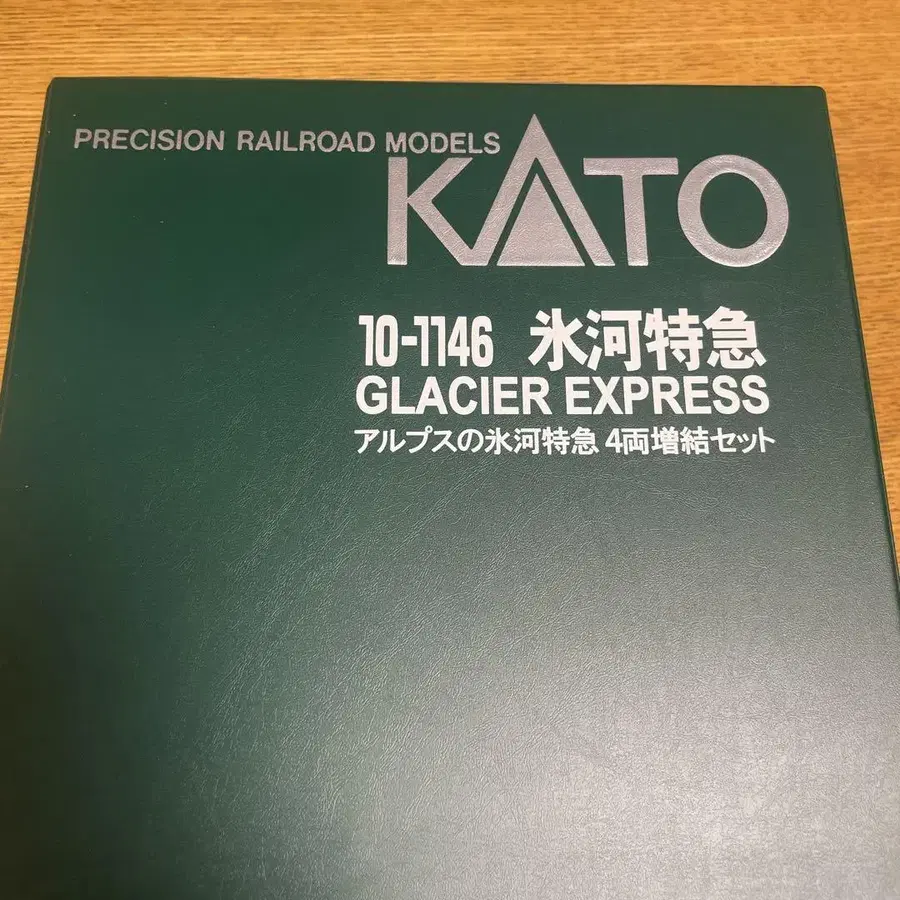 PRECISION RAILROAD MODELS
KATO
10-1146 氷河特急
GLACIER EXPRESS
アルプスの氷河特急 4両増結セット